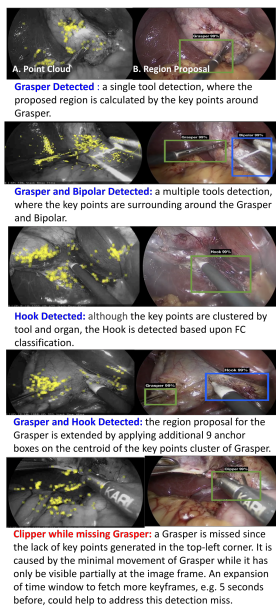 A. Point Cloud
B. Region Proposal
Grasper 99%
Grasper Detected : a single tool detection, where the
proposed region is calculated by the key points around
Grasper.
Grasper 98%
Bipolar 99%
Grasper and Bipolar Detected: a multiple tools detection,
where the key points are surrounding around the Grasper
and Bipolar.
Hook 99%
Hook Detected: although the key points are clustered by
tool and organ, the Hook is detected based upon FC
classification.
Grasper 99%
Hook 99%
Grasper and Hook Detected: the region proposal for the
Grasper is extended by applying additional 9 anchor
boxes on the centroid of the key points cluster of Grasper.
Clipper 99%
KARL
KARL
Clipper while missing Grasper: a Grasper is missed since
the lack of key points generated in the top-left corner. It is
caused by the minimal movement of Grasper while it has
only be visible partially at the image frame. An expansion
of time window to fetch more keyframes, e.g. 5 seconds
before, could help to address this detection miss.